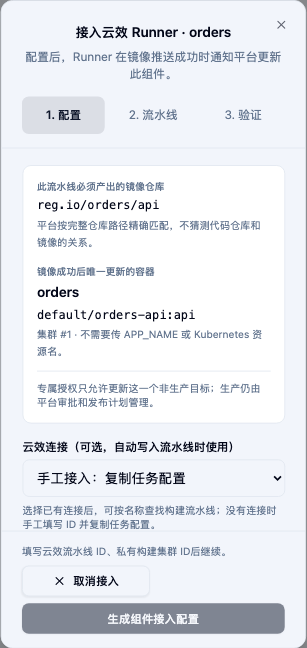 接入云效 Runner · orders
×
配置后，Runner 在镜像推送成功时通知平台更新
此组件。
1. 配置
2. 流水线
3. 验证
此流水线必须产出的镜像仓库
reg.io/orders/api
平台按完整仓库路径精确匹配，不猜测代码仓库和
镜像的关系。
镜像成功后唯一更新的容器
orders
default/orders-api:api
集群 #1 · 不需要传 APP_NAME 或 Kubernetes 资
源名。
专属授权只允许更新这一个非生产目标；生产仍由
平台审批和发布计划管理。
云效连接（可选，自动写入流水线时使用）
手工接入：复制任务配置
选择已有连接后，可按名称查找构建流水线；没有连接时
手工填写 ID 并复制任务配置。
填写云效流水线 ID、私有构建集群 ID后继续。
× 取消接入
生成组件接入配置